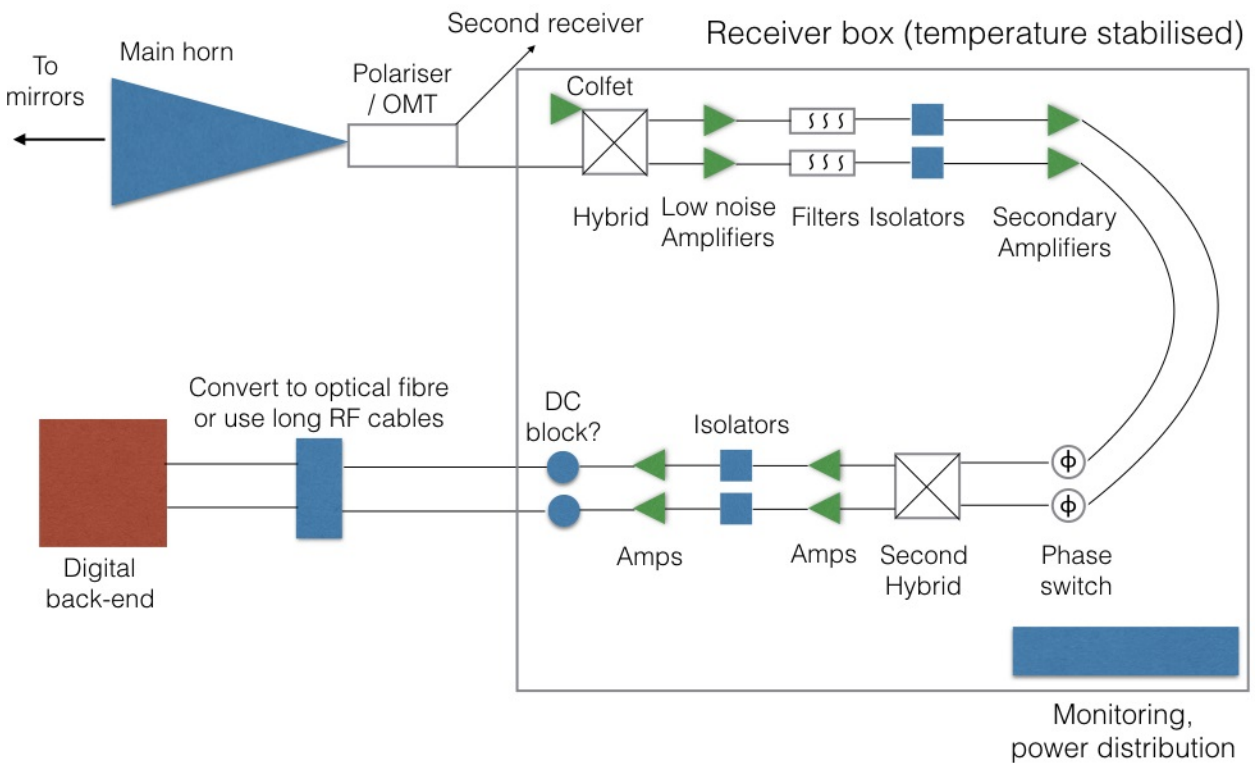 Second receiver
Receiver box (temperature stabilised)
To
mirrors
Main horn
Polariser
/ OMT
Colfet
Hybrid
Low noise
Amplifiers
Filters
Isolators
Secondary
Amplifiers
Convert to optical fibre
or use long RF cables
DC
block?
Isolators
ϕ
ϕ
Digital
back-end
Amps
Amps
Second
Hybrid
Phase
switch
Monitoring,
power distribution